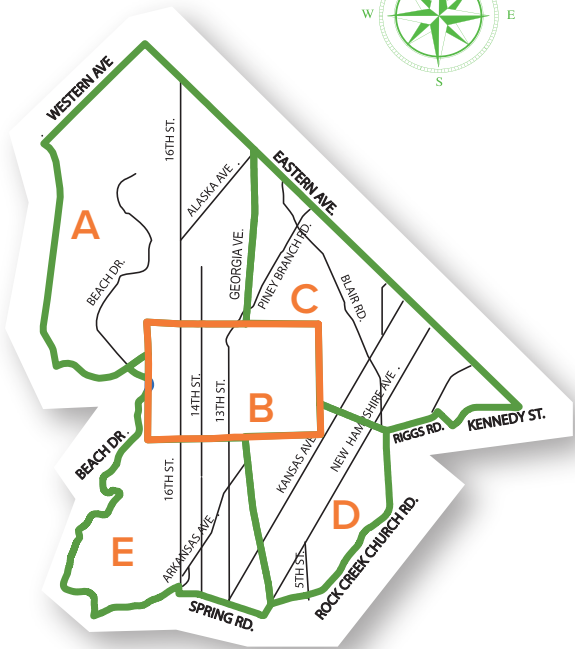 W
E
S
WESTERN AVE
16TH ST.
ALASKA AVE .
EASTERN AVE.
A
BEACH DR.
GEORGIA VE.
PINEY BRANCH RD.
C
BLAIR RD.
14TH ST.
13TH ST.
B
KANSAS AVE.
NEW HAMPSHIRE AVE .
RIGGS RD.
KENNEDY ST.
BEACH DR.
16TH ST.
D
E
ARKANSAS AVE .
5TH ST.
ROCK CREEK CHURCH RD.
SPRING RD.